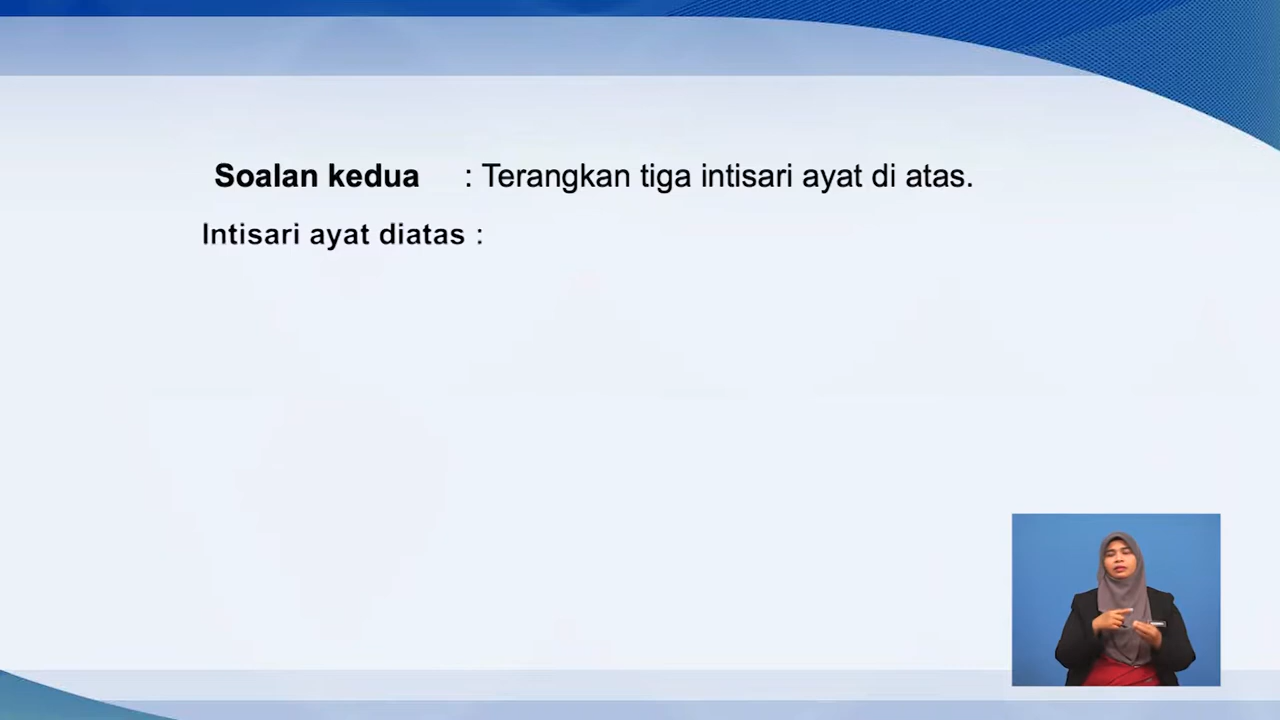 Soalan kedua : Terangkan tiga intisari ayat di atas.
Intisari ayat diatas :